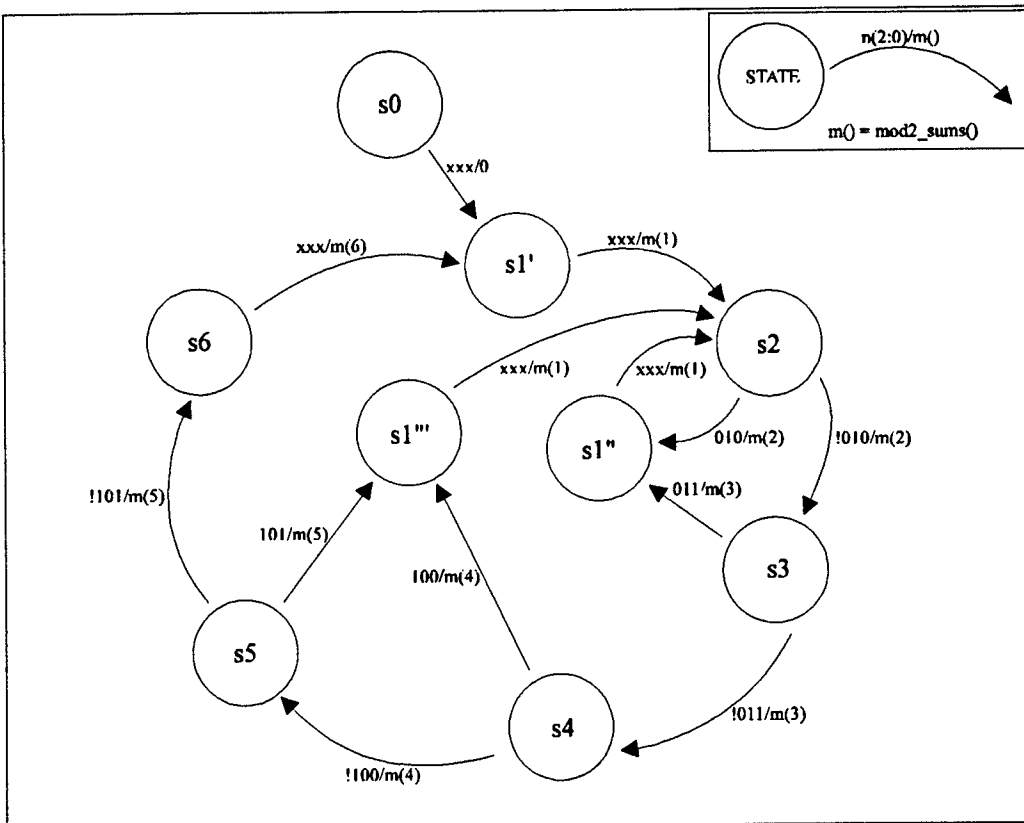 n(2:0)/m()
STATE
m() = mod2_sums()
s0
xxx/0
xxx/m(6)
s1'
xxx/m(1)
s6
s2
xxx/m(1)
xxx/m(1)
s1'''
s1''
010/m(2)
!010/m(2)
!101/m(5)
011/m(3)
101/m(5)
100/m(4)
s3
s5
s4
!011/m(3)
!100/m(4)